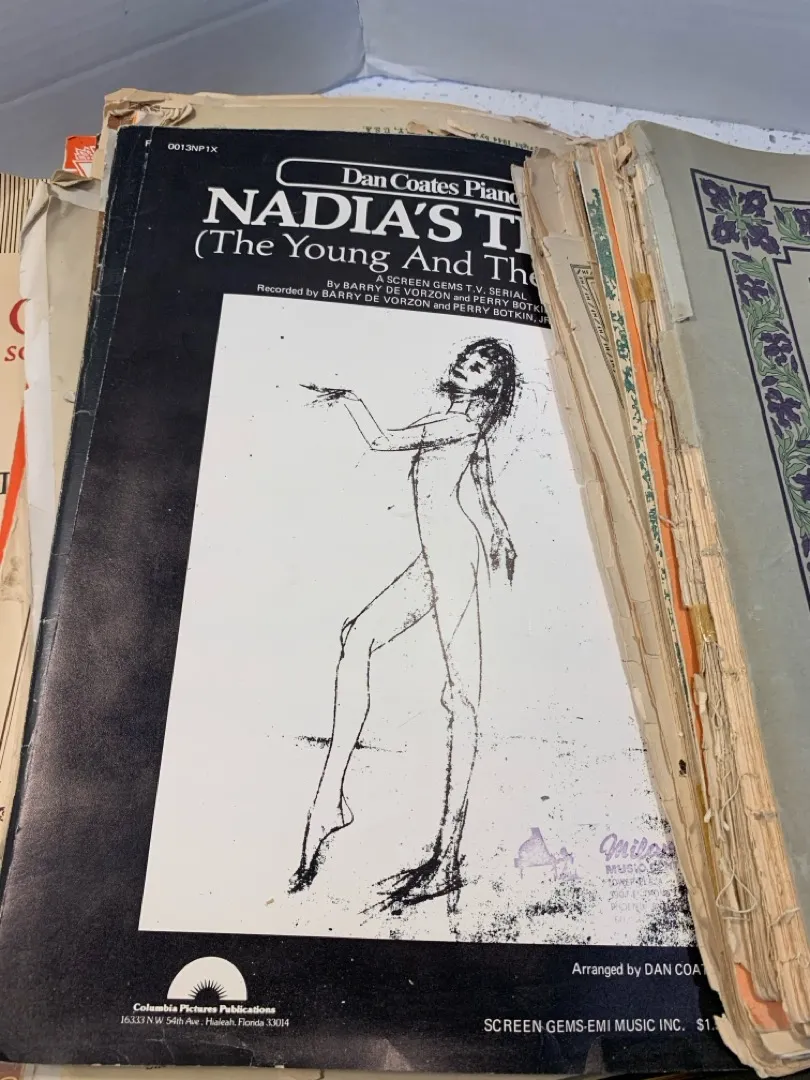 0013NP1X
Dan Coates Piano
NADIA'S
(The Young And The
A SCREEN GEMS T.V. SERIAL
By BARRY DE VORZON and PERRY BOTKIN
Recorded by BARRY DE VORZON and PERRY BOTKIN, JR
MUSIC
Arranged by DAN COAT
Columbia Pictures Publications
16333 N W 54th Ave., Hialeah, Florida 33014
SCREEN GEMS-EMI MUSIC INC. $1.